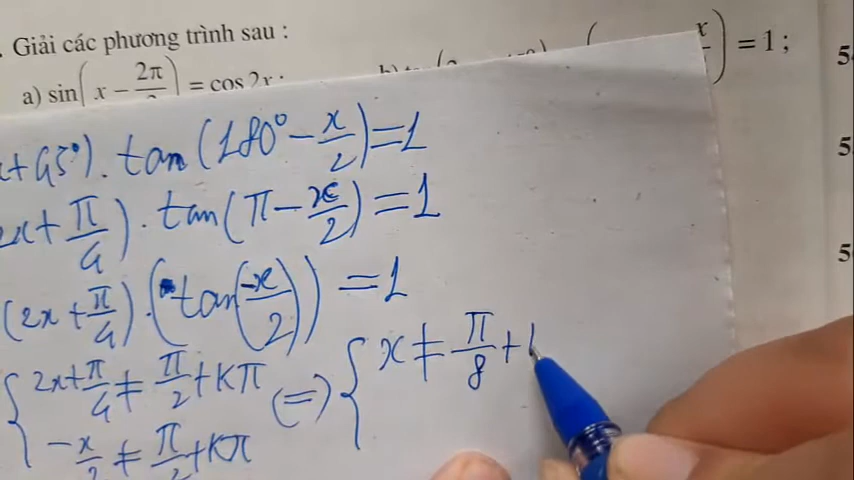 . Giải các phương trình sau :
a) sin(x − 2π/ ) = cos 2x ; b) x/ ) = 1 ;
x+45°). tan(180° − x/2) = 1
2x + π/4). tan(π − x/2) = 1
(2x + π/4).(tan(−x/2)) = 1
{ 2x + π/4 ≠ π/2 + Kπ (=) { x ≠ π/8 +
−x/2 ≠ π/2 + Kπ
5
5
5